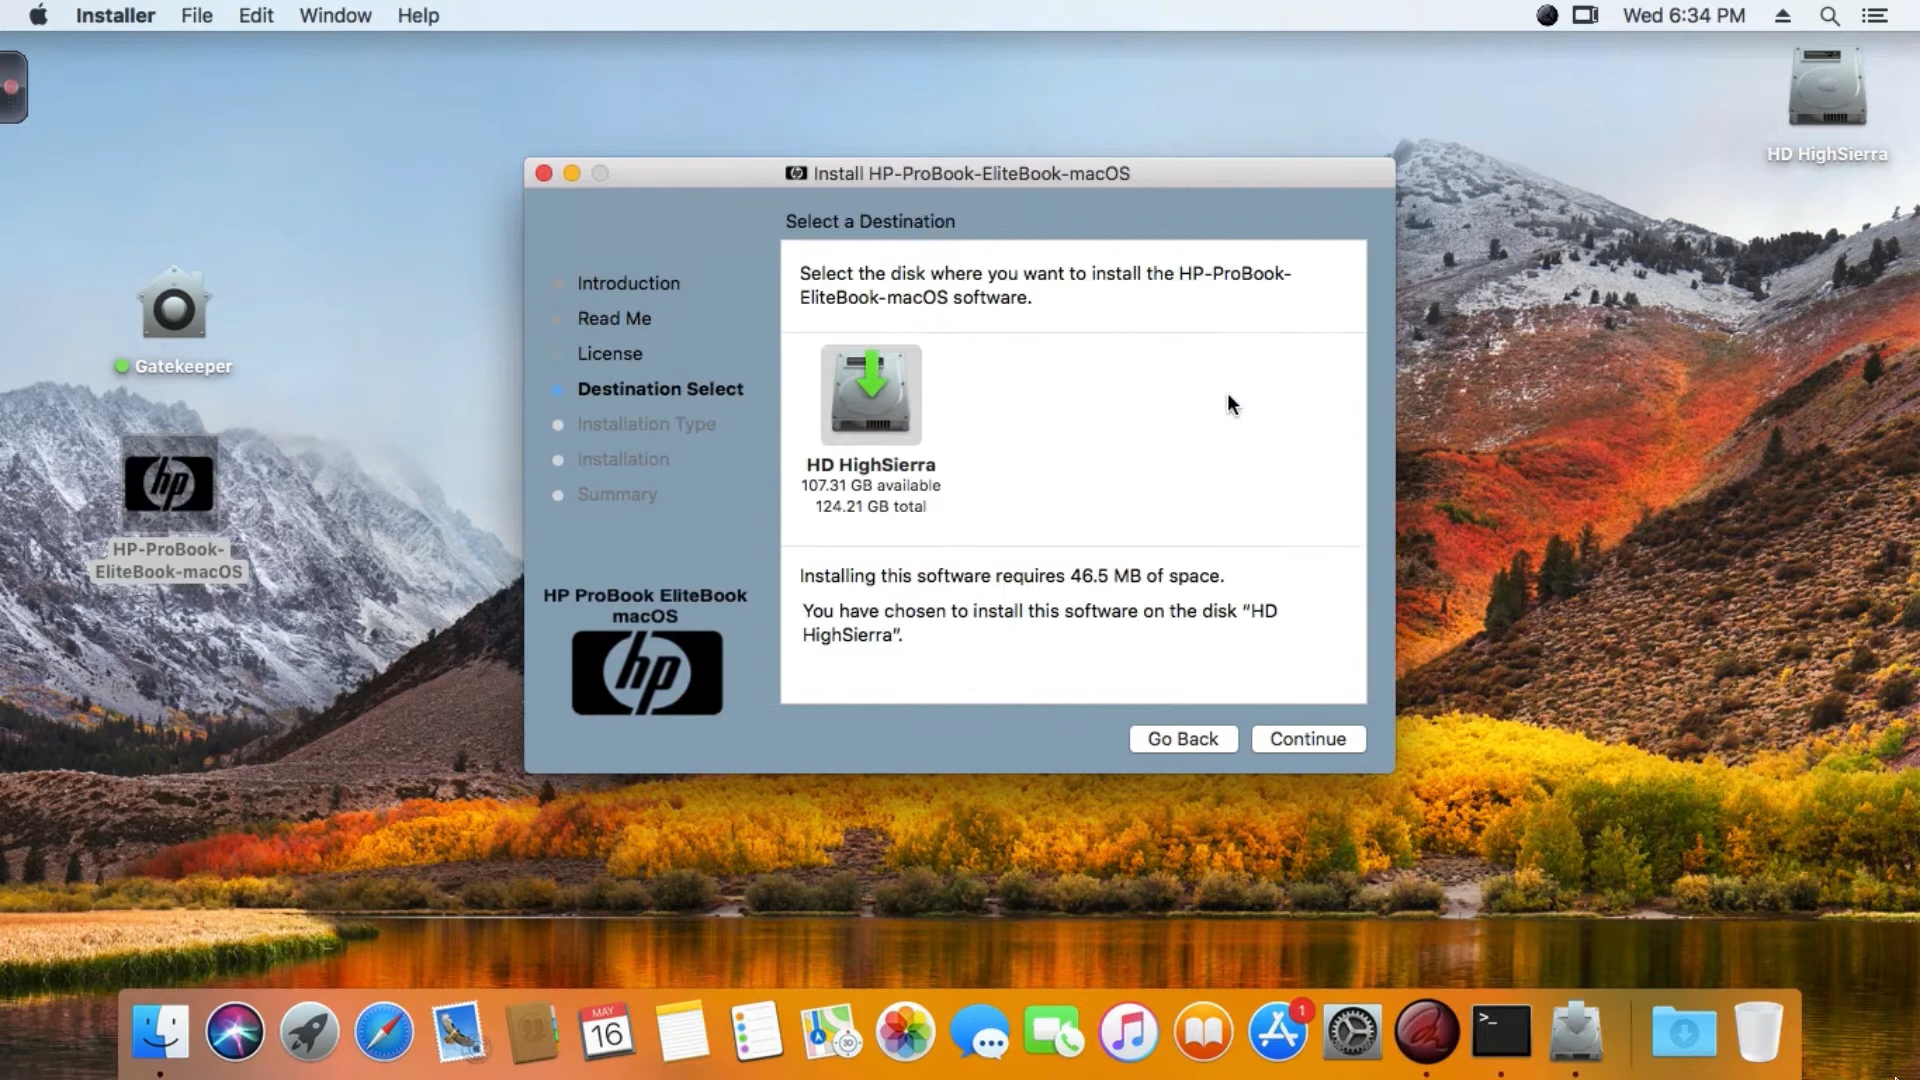 Installer File Edit Window Help
Wed 6:34 PM
HD HighSierra
Gatekeeper
hp
HP-ProBook-
EliteBook-macOS
Install HP-ProBook-EliteBook-macOS
Select a Destination
Introduction
Read Me
License
Destination Select
Installation Type
Installation
Summary
HP ProBook EliteBook
macOS
hp
Select the disk where you want to install the HP-ProBook-
EliteBook-macOS software.
HD HighSierra
107.31 GB available
124.21 GB total
Installing this software requires 46.5 MB of space.
You have chosen to install this software on the disk “HD
HighSierra”.
Go Back Continue
MAY
16
3D
1
>_